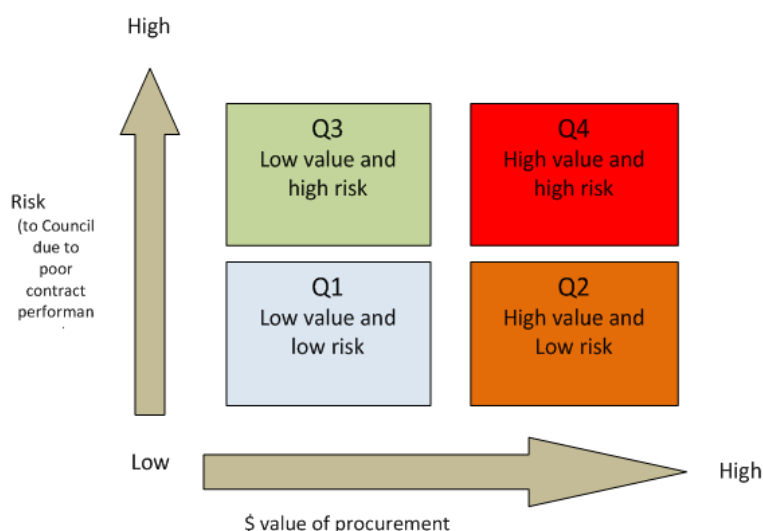 High
Q3
Low value and
high risk
Q4
High value and
high risk
Risk
(to Council
due to
poor
contract
performan
Q1
Low value and
low risk
Q2
High value and
Low risk
Low
High
$ value of procurement